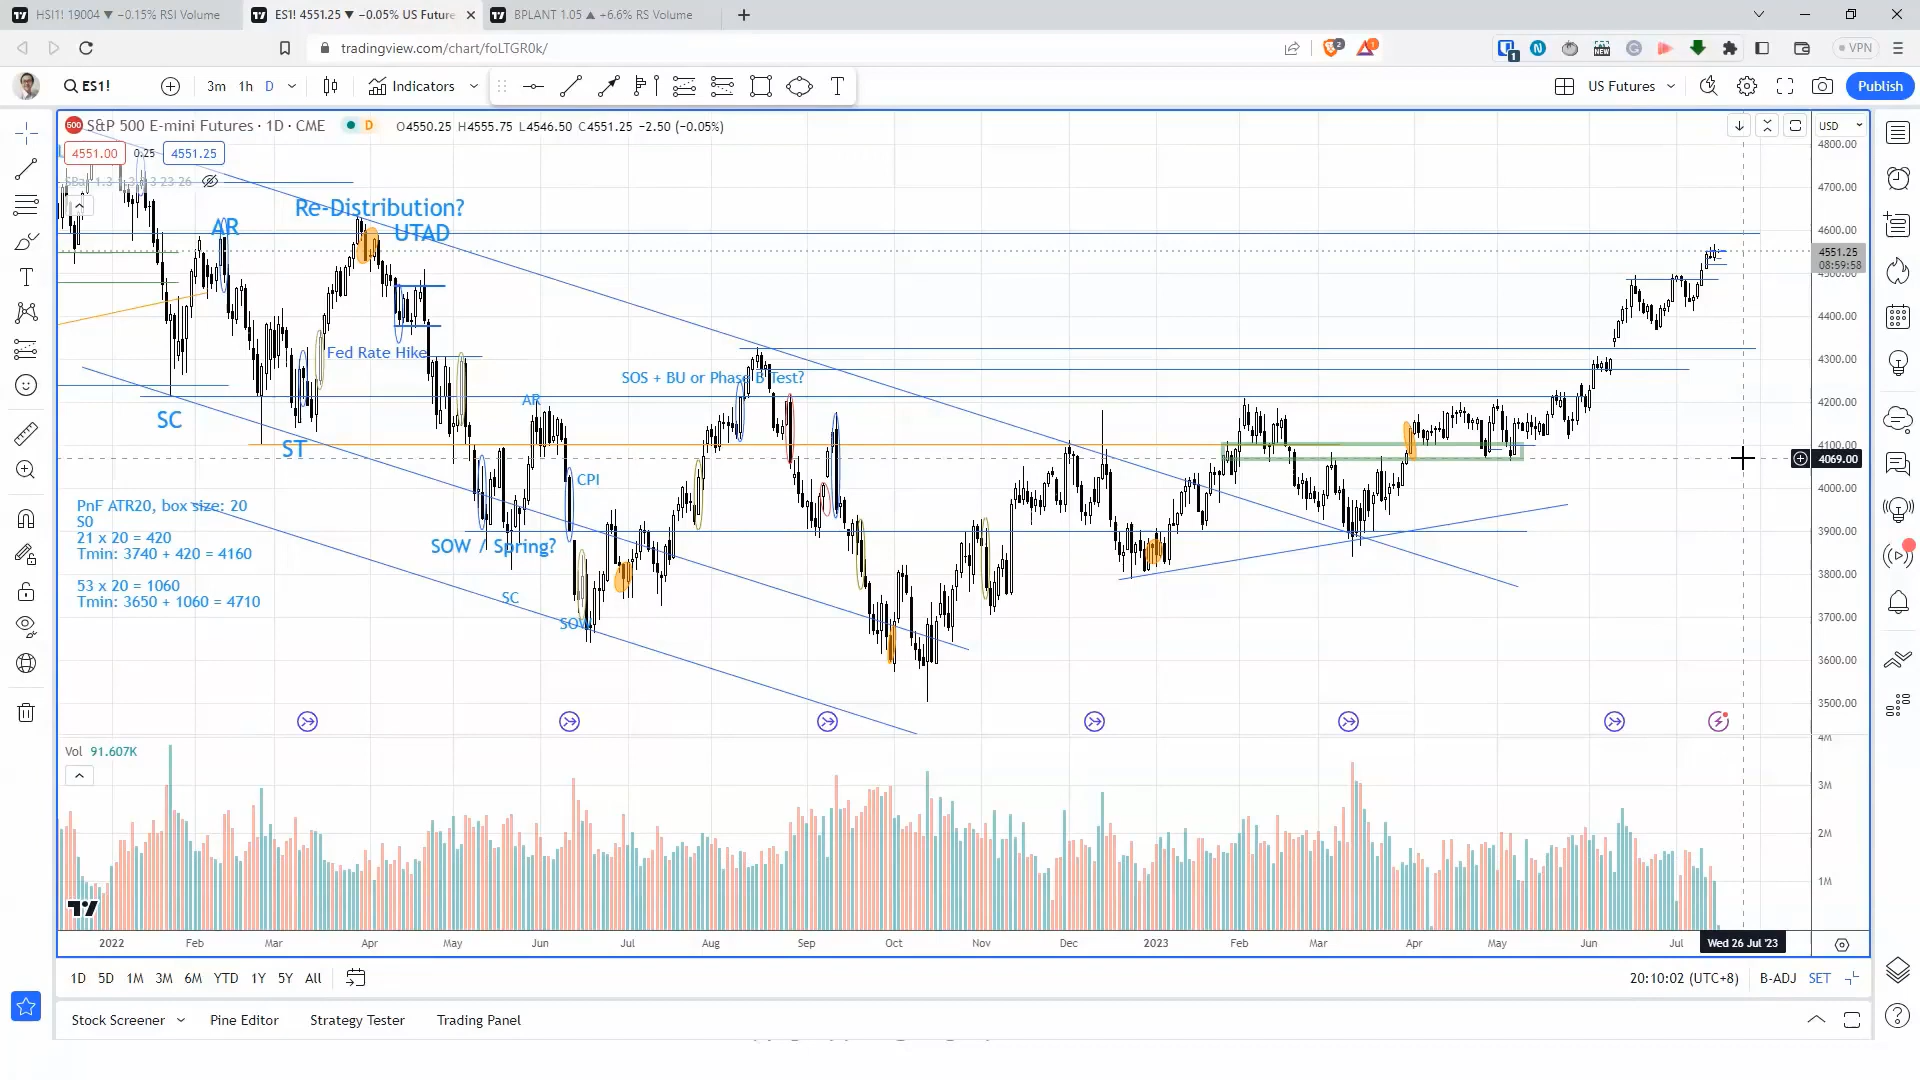 HSI1! 19004 ▼ −0.15% RSI Volume
ES1! 4551.25 ▼ −0.05% US Future
BPLANT 1.05 ▲ +6.6% RS Volume
tradingview.com/chart/foLTGR0k/
2
1
1
NEW
VPN
ES1!
3m 1h D
Indicators
US Futures
Publish
500 S&P 500 E-mini Futures · 1D · CME
D
O4550.25 H4555.75 L4546.50 C4551.25 −2.50 (−0.05%)
USD
4551.00 0.25 4551.25
Re-Distribution?
AR
UTAD
Fed Rate Hike
SOS + BU or Phase B Test?
AR
SC
ST
CPI
PnF ATR20, box size: 20
S0
21 x 20 = 420
Tmin: 3740 + 420 = 4160
53 x 20 = 1060
Tmin: 3650 + 1060 = 4710
SOW / Spring?
SC
SOW
4800.00
4700.00
4600.00
4551.25
08:59:58
4400.00
4300.00
4200.00
4100.00
4069.00
4000.00
3900.00
3800.00
3700.00
3600.00
3500.00
Vol 91.607K
4M
3M
2M
1M
2022 Feb Mar Apr May Jun Jul Aug Sep Oct Nov Dec 2023 Feb Mar Apr May Jun Jul Wed 26 Jul '23
1D 5D 1M 3M 6M YTD 1Y 5Y All
20:10:02 (UTC+8) B-ADJ SET
Stock Screener Pine Editor Strategy Tester Trading Panel